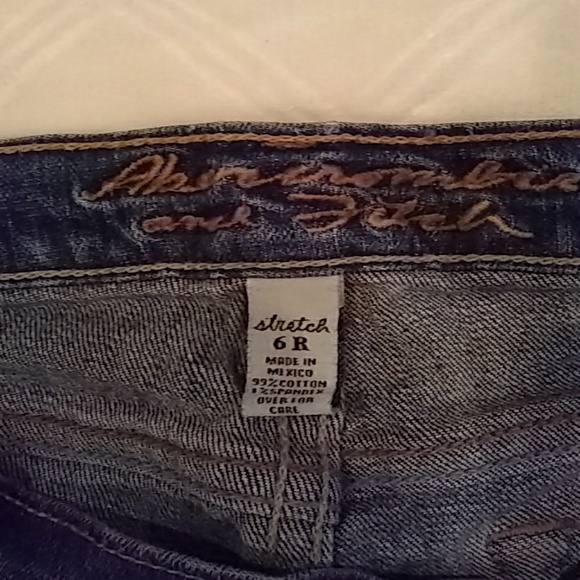 Abercrombie
and Fitch
stretch
6 R
MADE IN
MEXICO
99% COTTON
1% SPANDEX
OVER FOR
CARE